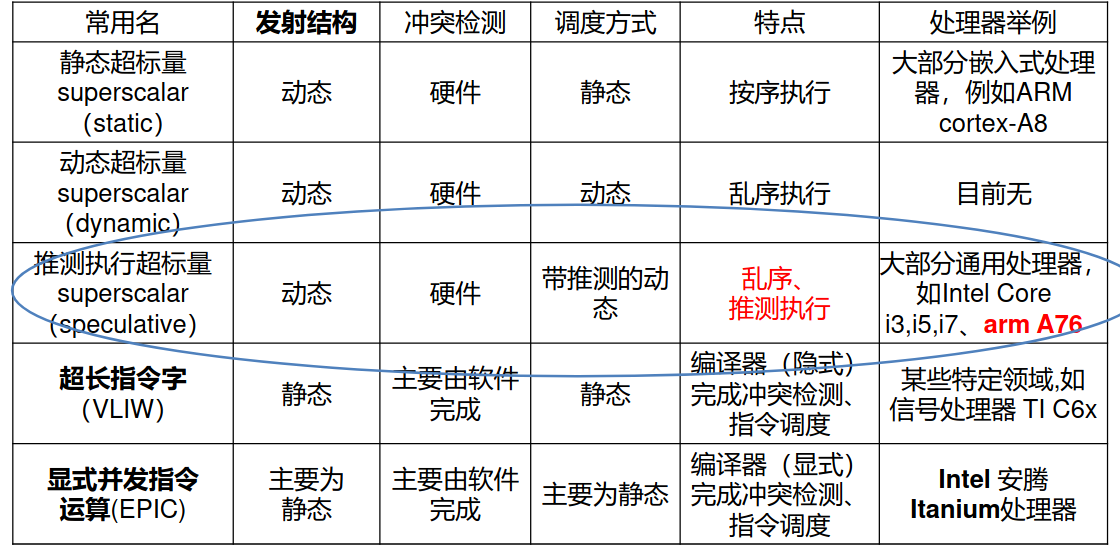 常用名 发射结构 冲突检测 调度方式 特点 处理器举例
静态超标量
superscalar
（static）
动态
硬件
静态
按序执行
大部分嵌入式处理
器，例如ARM
cortex-A8
动态超标量
superscalar
（dynamic）
动态
硬件
动态
乱序执行
目前无
推测执行超标量
superscalar
（speculative）
动态
硬件
带推测的动
态
乱序、
推测执行
大部分通用处理器，
如Intel Core
i3,i5,i7、arm A76
超长指令字
（VLIW）
静态
主要由软件
完成
静态
编译器（隐式）
完成冲突检测、
指令调度
某些特定领域,如
信号处理器 TI C6x
显式并发指令
运算(EPIC)
主要为
静态
主要由软件
完成
主要为静态
编译器（显式）
完成冲突检测、
指令调度
Intel 安腾
Itanium处理器